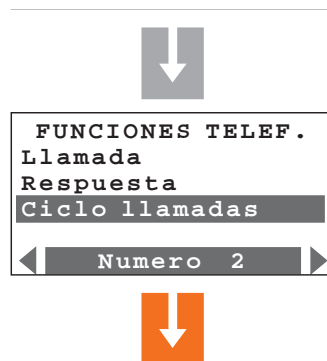 FUNCIONES TELEF.
Llamada
Respuesta
Ciclo llamadas
Numero 2